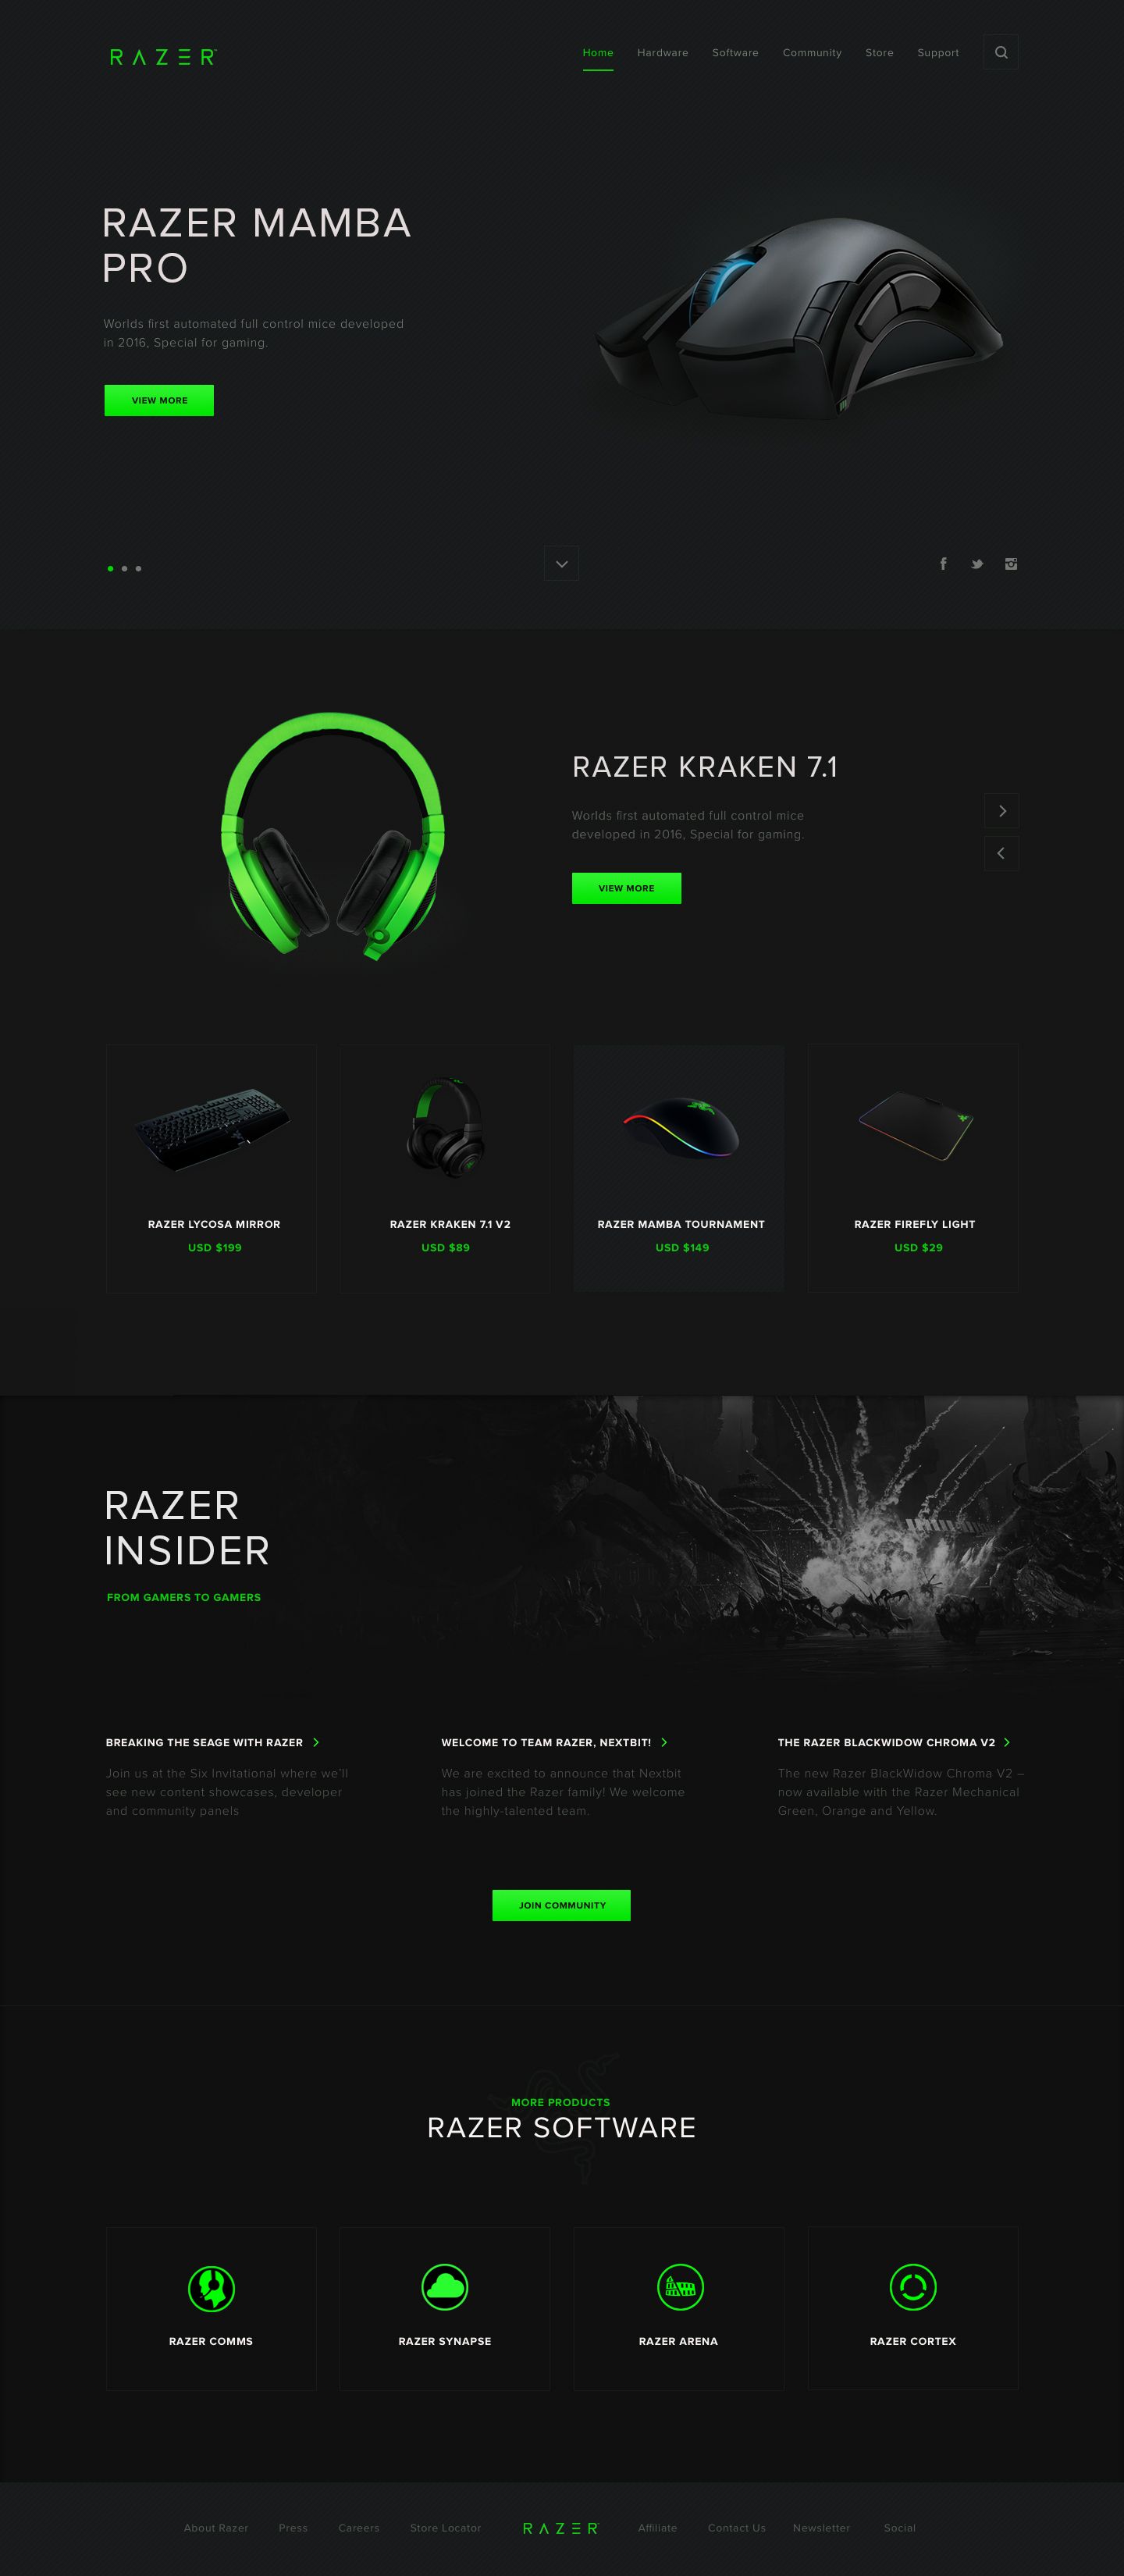 RAZER
Home Hardware Software Community Store Support
RAZER MAMBA
PRO
Worlds first automated full control mice developed
in 2016, Special for gaming.
VIEW MORE
RAZER KRAKEN 7.1
Worlds first automated full control mice
developed in 2016, Special for gaming.
VIEW MORE
RAZER LYCOSA MIRROR
USD $199
RAZER KRAKEN 7.1 V2
USD $89
RAZER MAMBA TOURNAMENT
USD $149
RAZER FIREFLY LIGHT
USD $29
RAZER
INSIDER
FROM GAMERS TO GAMERS
BREAKING THE SEAGE WITH RAZER
Join us at the Six Invitational where we'll
see new content showcases, developer
and community panels
WELCOME TO TEAM RAZER, NEXTBIT!
We are excited to announce that Nextbit
has joined the Razer family! We welcome
the highly-talented team.
THE RAZER BLACKWIDOW CHROMA V2
The new Razer BlackWidow Chroma V2 –
now available with the Razer Mechanical
Green, Orange and Yellow.
JOIN COMMUNITY
MORE PRODUCTS
RAZER SOFTWARE
RAZER COMMS
RAZER SYNAPSE
RAZER ARENA
RAZER CORTEX
About Razer Press Careers Store Locator RAZER Affiliate Contact Us Newsletter Social